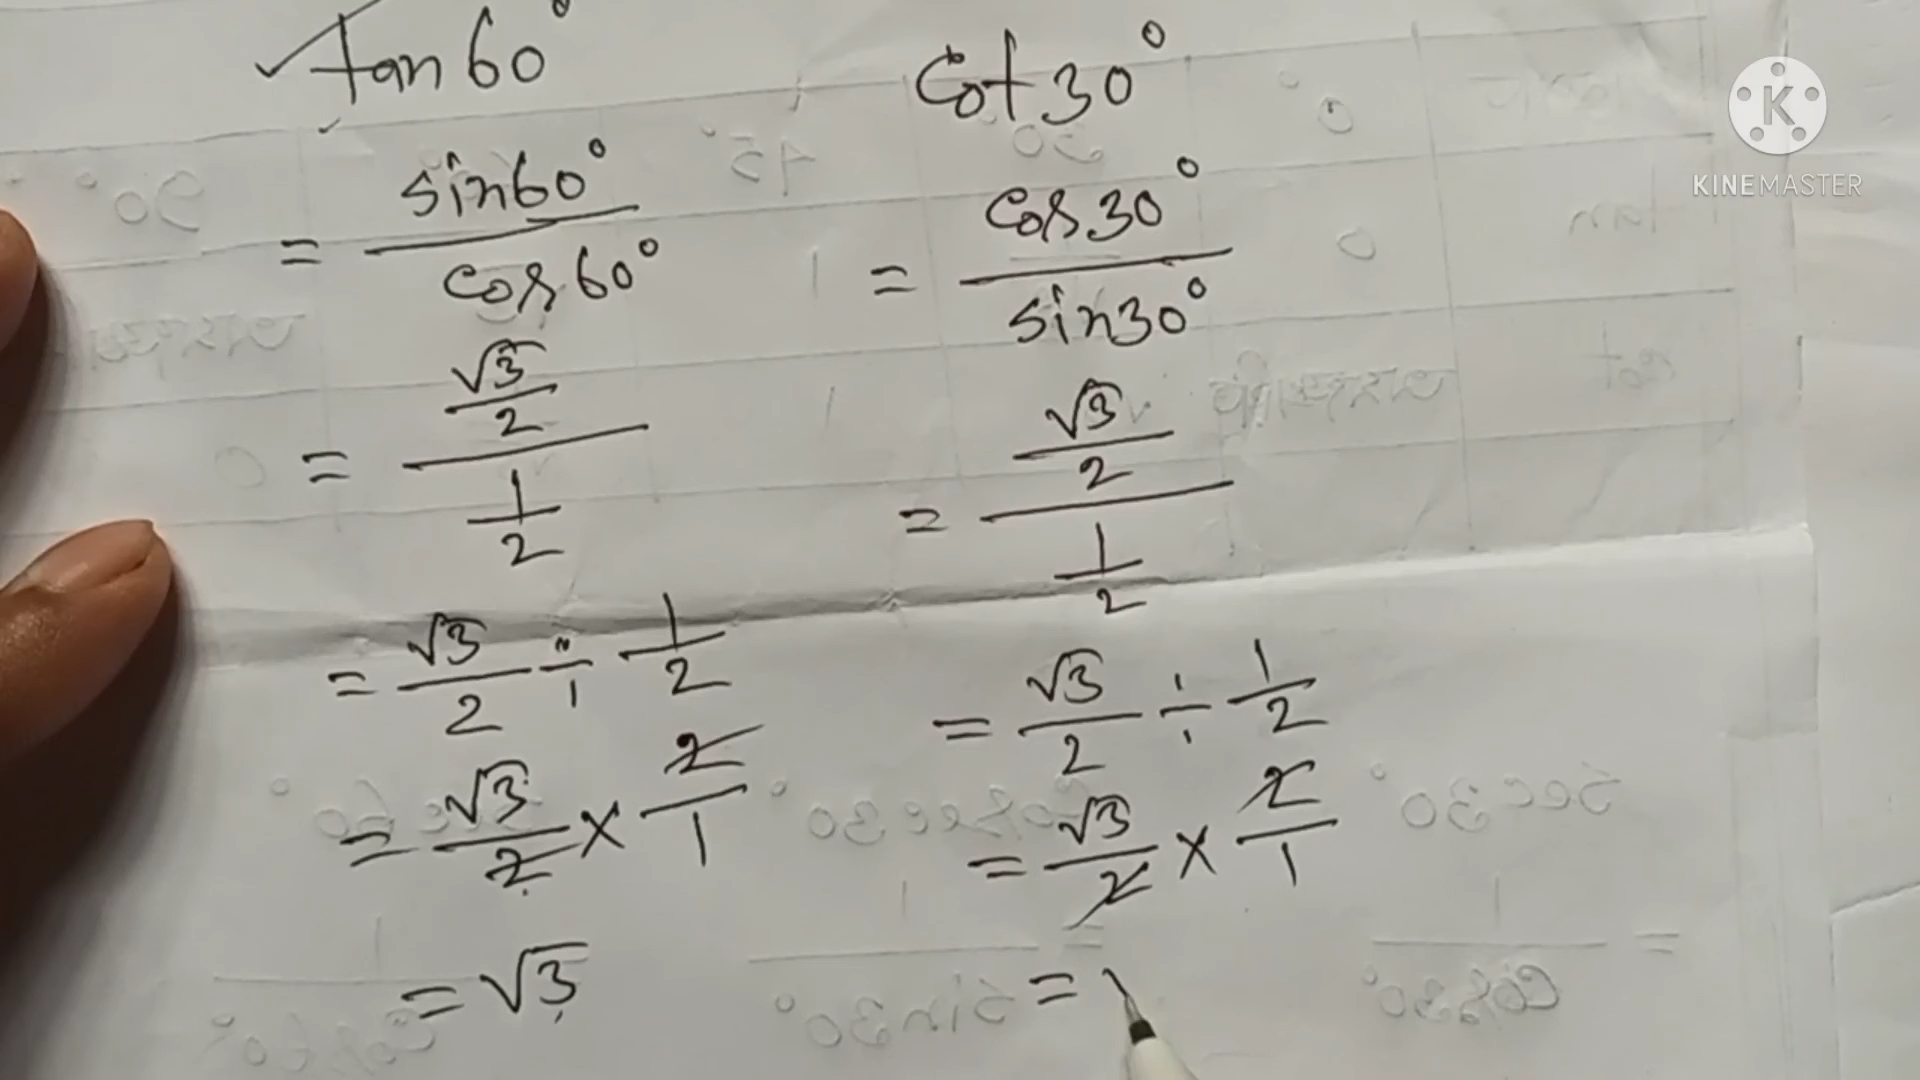 tan 60°
= sin60° / cos60°
= √3/2 / 1/2
= √3/2 ÷ 1/2
= √3/2 × 2/1
= √3
Cot 30°
= Cos30° / sin30°
= √3/2 / 1/2
= √3/2 ÷ 1/2
= √3/2 × 2/1
=
KINEMASTER